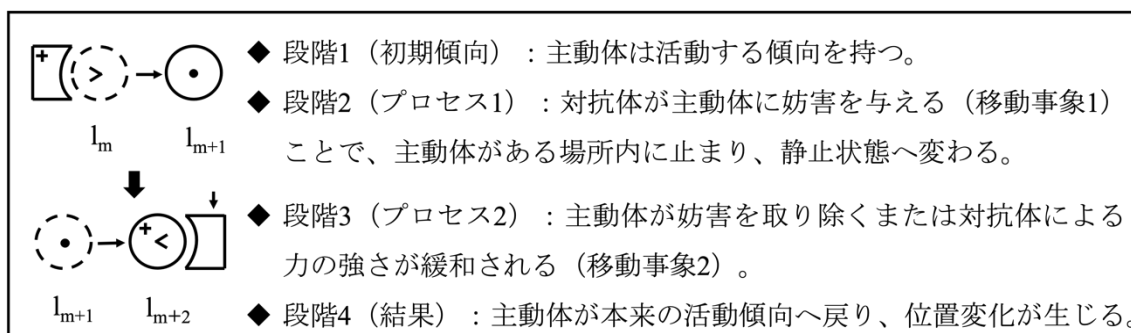 ◆ 段階1（初期傾向）：主動体は活動する傾向を持つ。
◆ 段階2（プロセス1）：対抗体が主動体に妨害を与える（移動事象1）
ことで、主動体がある場所内に止まり、静止状態へ変わる。
◆ 段階3（プロセス2）：主動体が妨害を取り除くまたは対抗体による
力の強さが緩和される（移動事象2）。
◆ 段階4（結果）：主動体が本来の活動傾向へ戻り、位置変化が生じる。
+ > → •
lm lm+1
• → + <
lm+1 lm+2